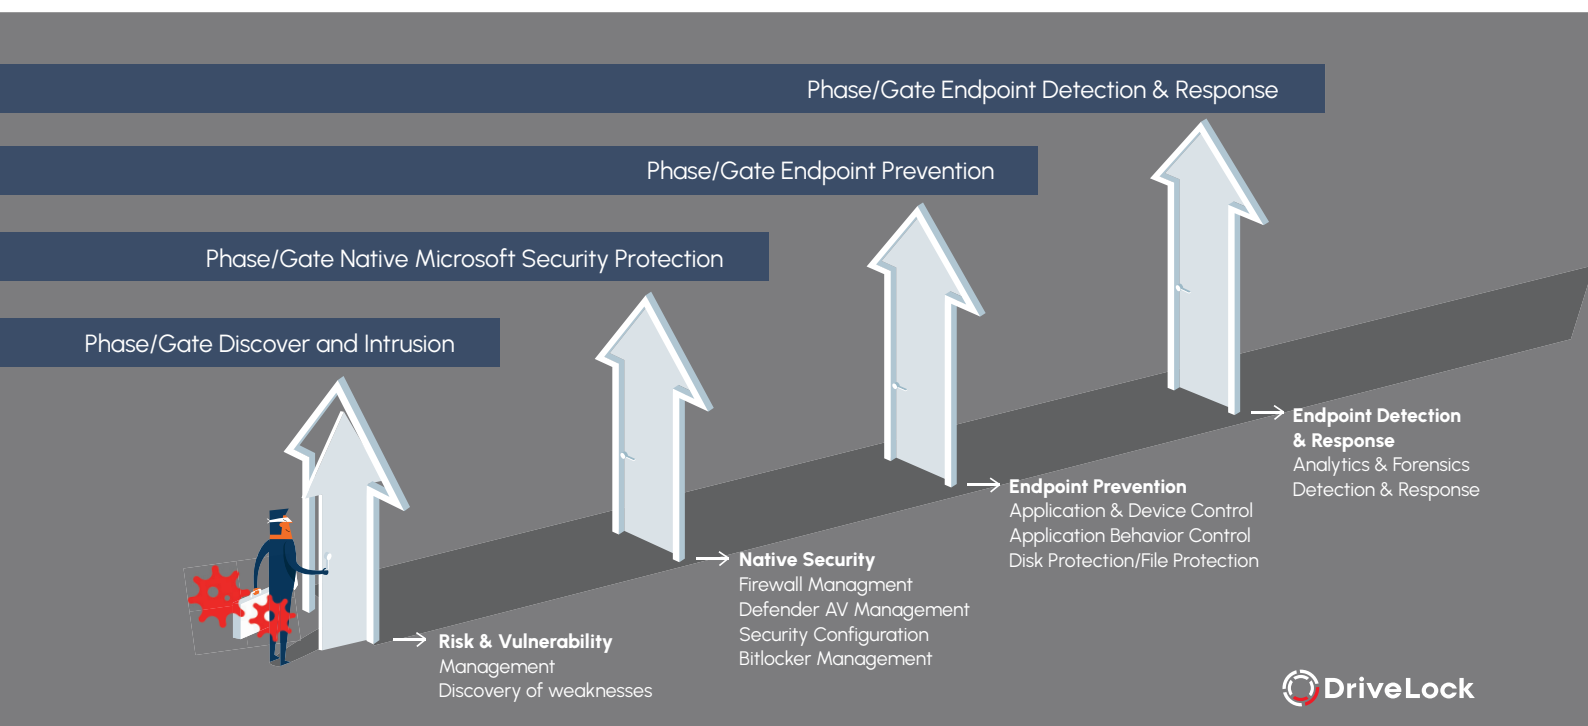 Phase/Gate Endpoint Detection & Response
Phase/Gate Endpoint Prevention
Phase/Gate Native Microsoft Security Protection
Phase/Gate Discover and Intrusion
Risk & Vulnerability
Management
Discovery of weaknesses
Native Security
Firewall Managment
Defender AV Management
Security Configuration
Bitlocker Management
Endpoint Prevention
Application & Device Control
Application Behavior Control
Disk Protection/File Protection
Endpoint Detection
& Response
Analytics & Forensics
Detection & Response
DriveLock